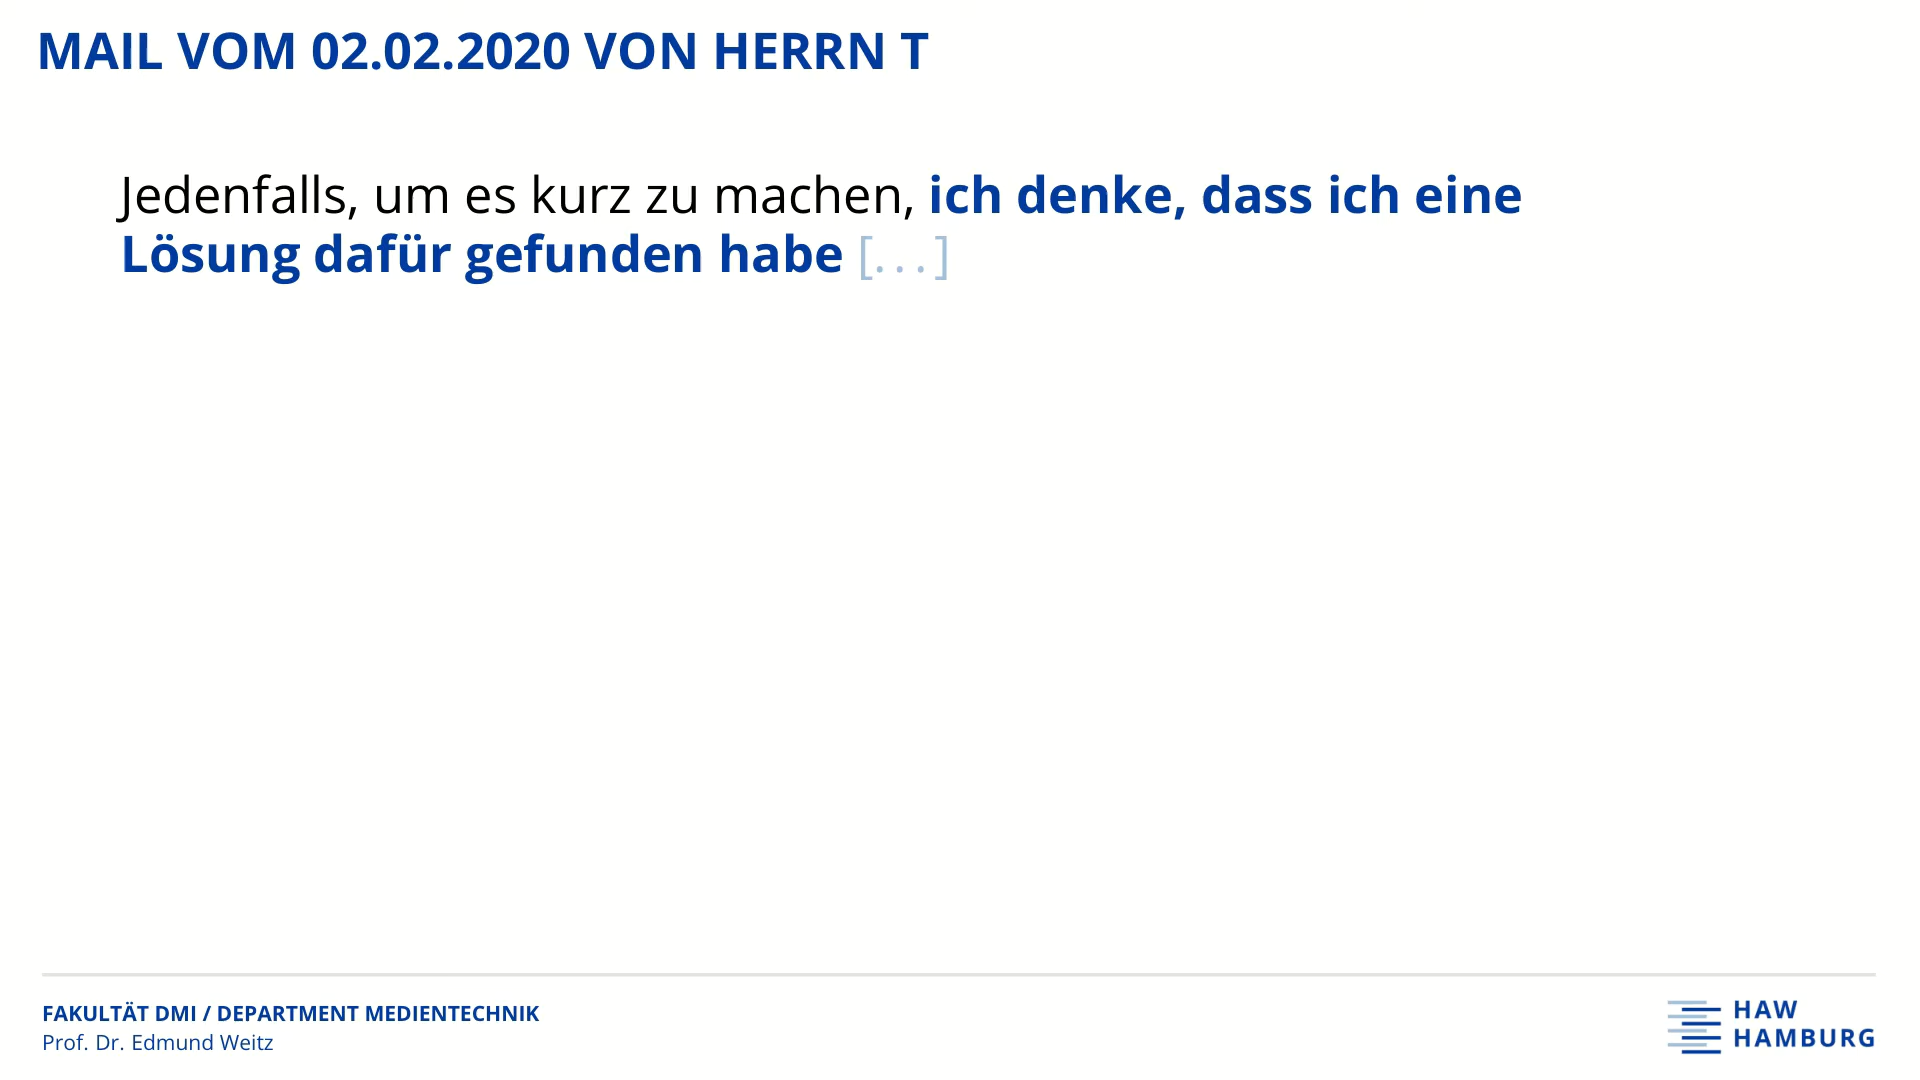 MAIL VOM 02.02.2020 VON HERRN T
Jedenfalls, um es kurz zu machen, ich denke, dass ich eine
Lösung dafür gefunden habe [...]
FAKULTÄT DMI / DEPARTMENT MEDIENTECHNIK
Prof. Dr. Edmund Weitz
HAW
HAMBURG